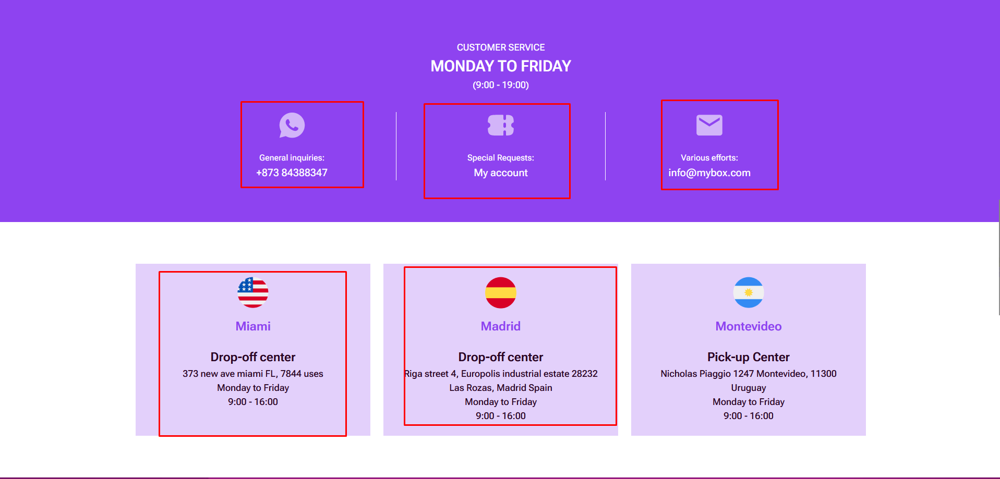 CUSTOMER SERVICE
MONDAY TO FRIDAY
(9:00 - 19:00)
General inquiries:
+873 84388347
Special Requests:
My account
Various efforts:
info@mybox.com
Miami
Drop-off center
373 new ave miami FL, 7844 uses
Monday to Friday
9:00 - 16:00
Madrid
Drop-off center
Riga street 4, Europolis industrial estate 28232
Las Rozas, Madrid Spain
Monday to Friday
9:00 - 16:00
Montevideo
Pick-up Center
Nicholas Piaggio 1247 Montevideo, 11300
Uruguay
Monday to Friday
9:00 - 16:00